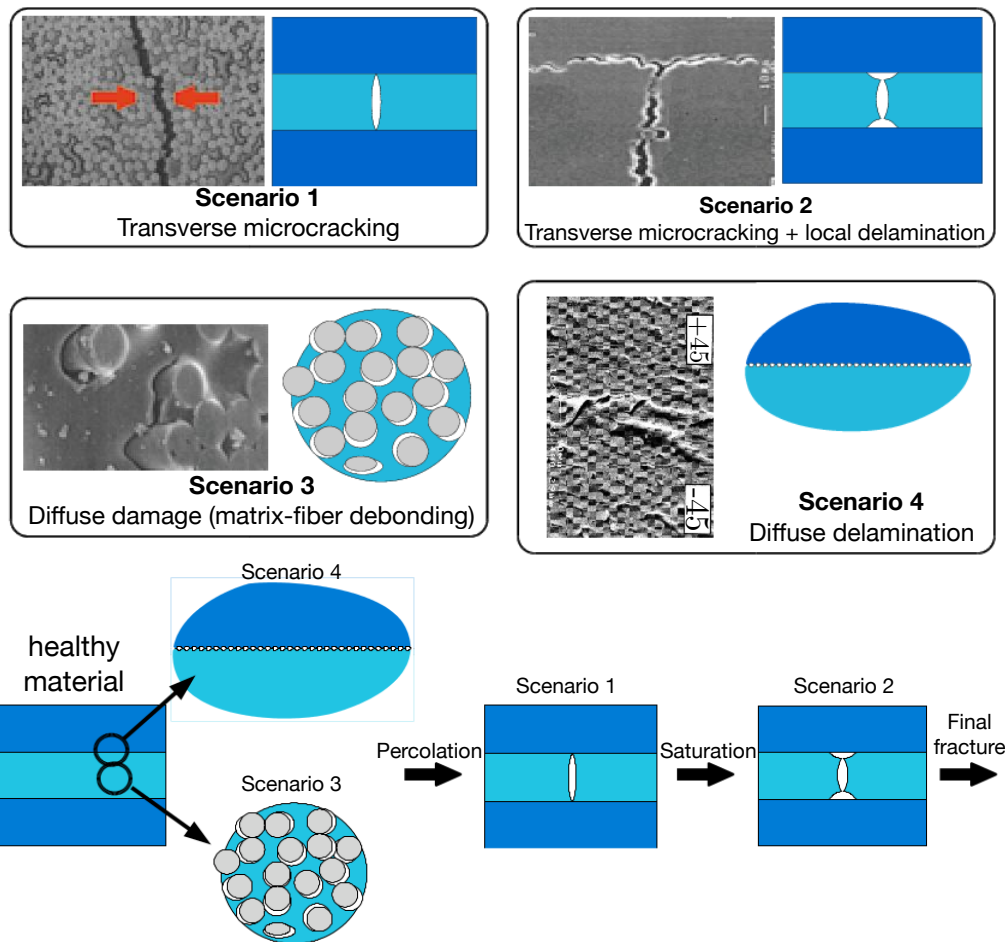 Scenario 1
Transverse microcracking
10µ
Scenario 2
Transverse microcracking + local delamination
Scenario 3
Diffuse damage (matrix-fiber debonding)
+45
-45
Scenario 4
Diffuse delamination
Scenario 4
healthy
material
Scenario 3
Percolation
Scenario 1
Saturation
Scenario 2
Final
fracture